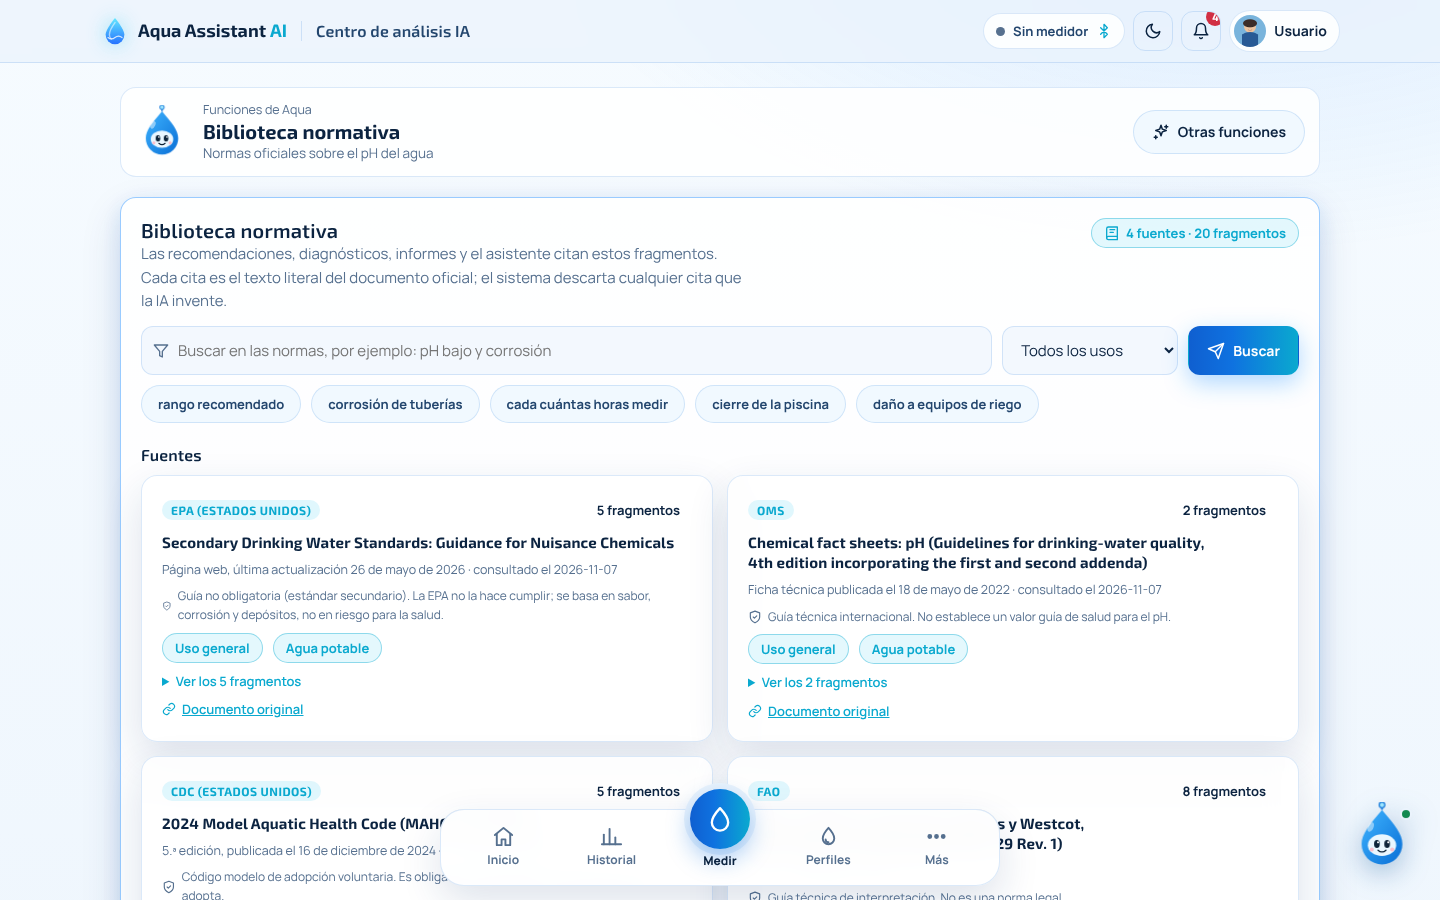 Aqua Assistant AI
Centro de análisis IA
Sin medidor
4
Usuario
Funciones de Aqua
Biblioteca normativa
Normas oficiales sobre el pH del agua
Otras funciones
Biblioteca normativa
4 fuentes · 20 fragmentos
Las recomendaciones, diagnósticos, informes y el asistente citan estos fragmentos.
Cada cita es el texto literal del documento oficial; el sistema descarta cualquier cita que
la IA invente.
Buscar en las normas, por ejemplo: pH bajo y corrosión
Todos los usos
Buscar
rango recomendado
corrosión de tuberías
cada cuántas horas medir
cierre de la piscina
daño a equipos de riego
Fuentes
EPA (ESTADOS UNIDOS)
5 fragmentos
Secondary Drinking Water Standards: Guidance for Nuisance Chemicals
Página web, última actualización 26 de mayo de 2026 · consultado el 2026-11-07
Guía no obligatoria (estándar secundario). La EPA no la hace cumplir; se basa en sabor,
corrosión y depósitos, no en riesgo para la salud.
Uso general
Agua potable
Ver los 5 fragmentos
Documento original
OMS
2 fragmentos
Chemical fact sheets: pH (Guidelines for drinking-water quality,
4th edition incorporating the first and second addenda)
Ficha técnica publicada el 18 de mayo de 2022 · consultado el 2026-11-07
Guía técnica internacional. No establece un valor guía de salud para el pH.
Uso general
Agua potable
Ver los 2 fragmentos
Documento original
CDC (ESTADOS UNIDOS)
5 fragmentos
2024 Model Aquatic Health Code (MAHC
5.ª edición, publicada el 16 de diciembre de 2024 ·
Código modelo de adopción voluntaria. Es obliga
adopta.
FAO
8 fragmentos
s y Westcot,
29 Rev. 1)
Guía técnica de interpretación. No es una norma legal.
Inicio
Historial
Medir
Perfiles
Más